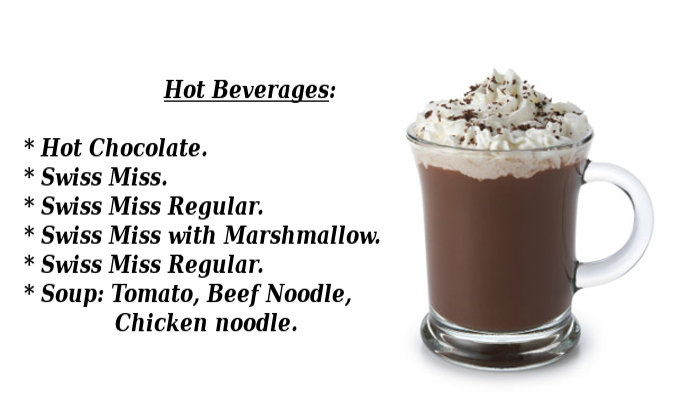 Hot Beverages:
* Hot Chocolate.
* Swiss Miss.
* Swiss Miss Regular.
* Swiss Miss with Marshmallow.
* Swiss Miss Regular.
* Soup: Tomato, Beef Noodle,
Chicken noodle.